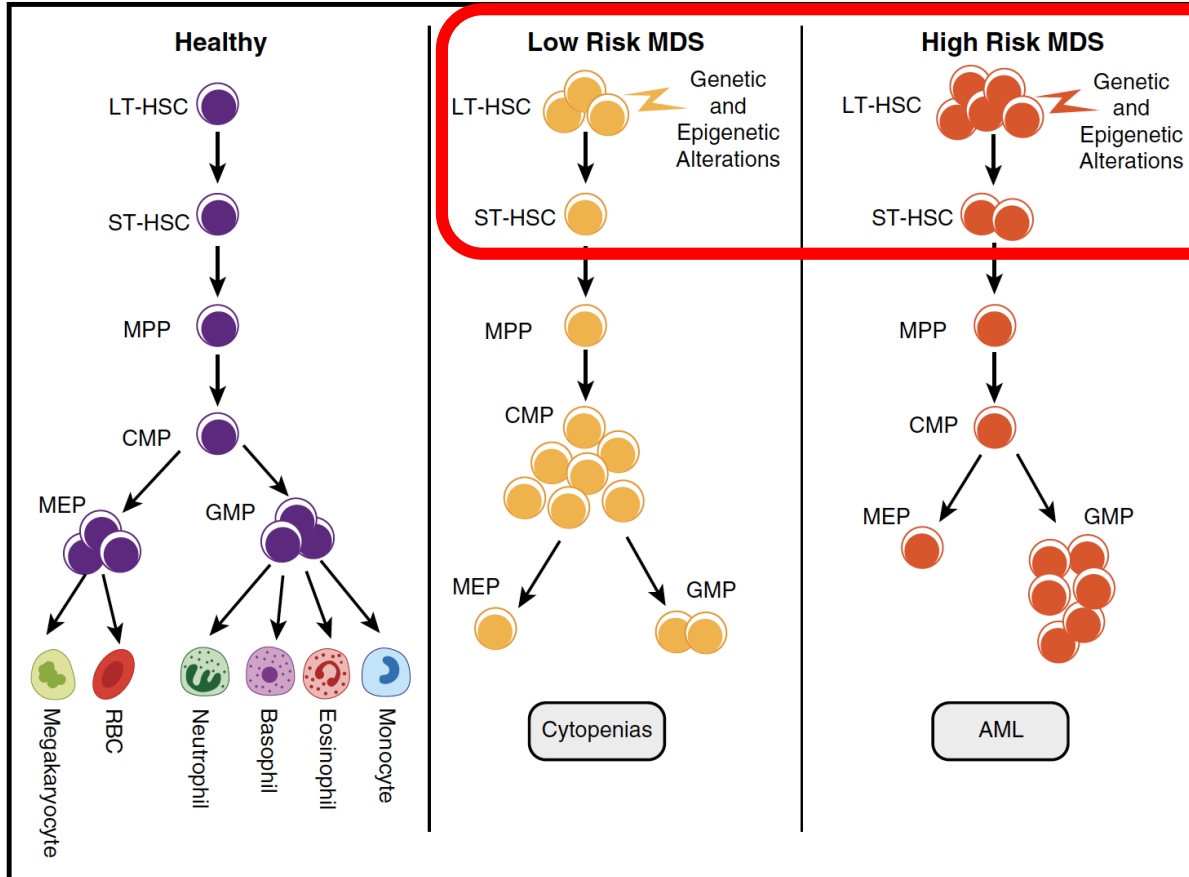 Healthy
LT-HSC
ST-HSC
MPP
CMP
MEP
GMP
Megakaryocyte
RBC
Neutrophil
Basophil
Eosinophil
Monocyte
Low Risk MDS
LT-HSC
Genetic
and
Epigenetic
Alterations
ST-HSC
MPP
CMP
MEP
GMP
Cytopenias
High Risk MDS
LT-HSC
Genetic
and
Epigenetic
Alterations
ST-HSC
MPP
CMP
MEP
GMP
AML